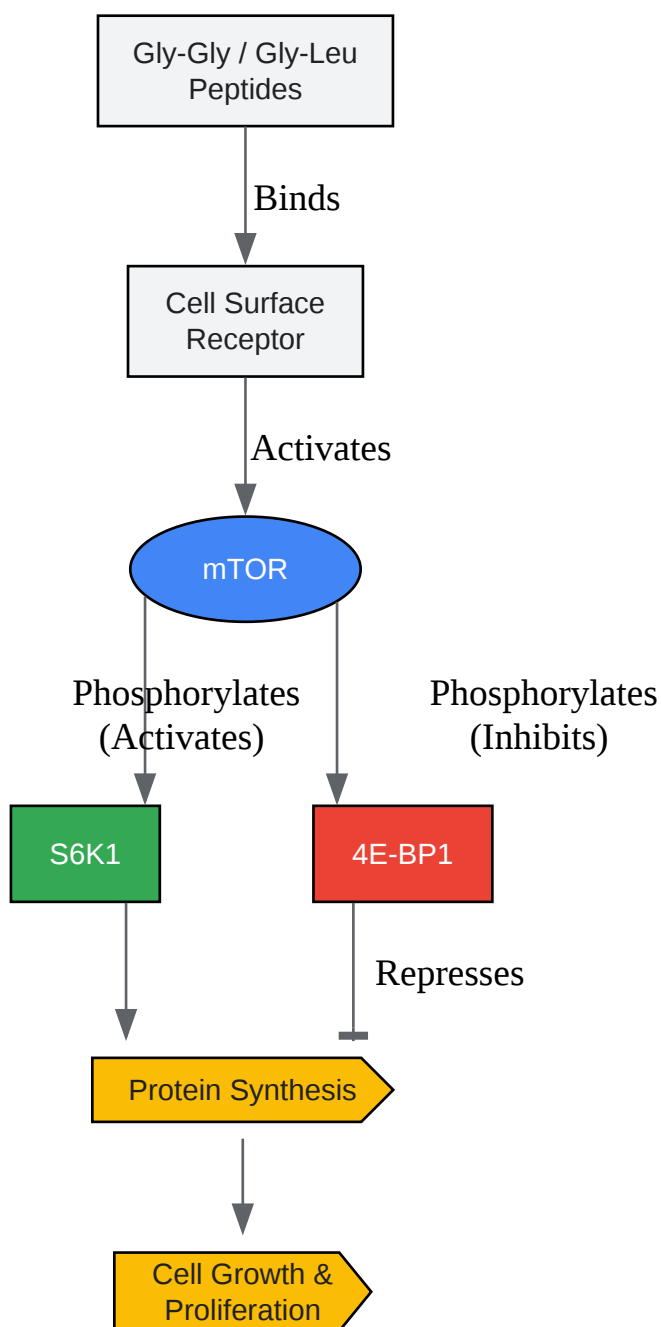 Gly-Gly / Gly-Leu
Peptides
Binds
Cell Surface
Receptor
Activates
mTOR
Phosphorylates
(Activates)
Phosphorylates
(Inhibits)
S6K1
4E-BP1
Represses
Protein Synthesis
Cell Growth &
Proliferation